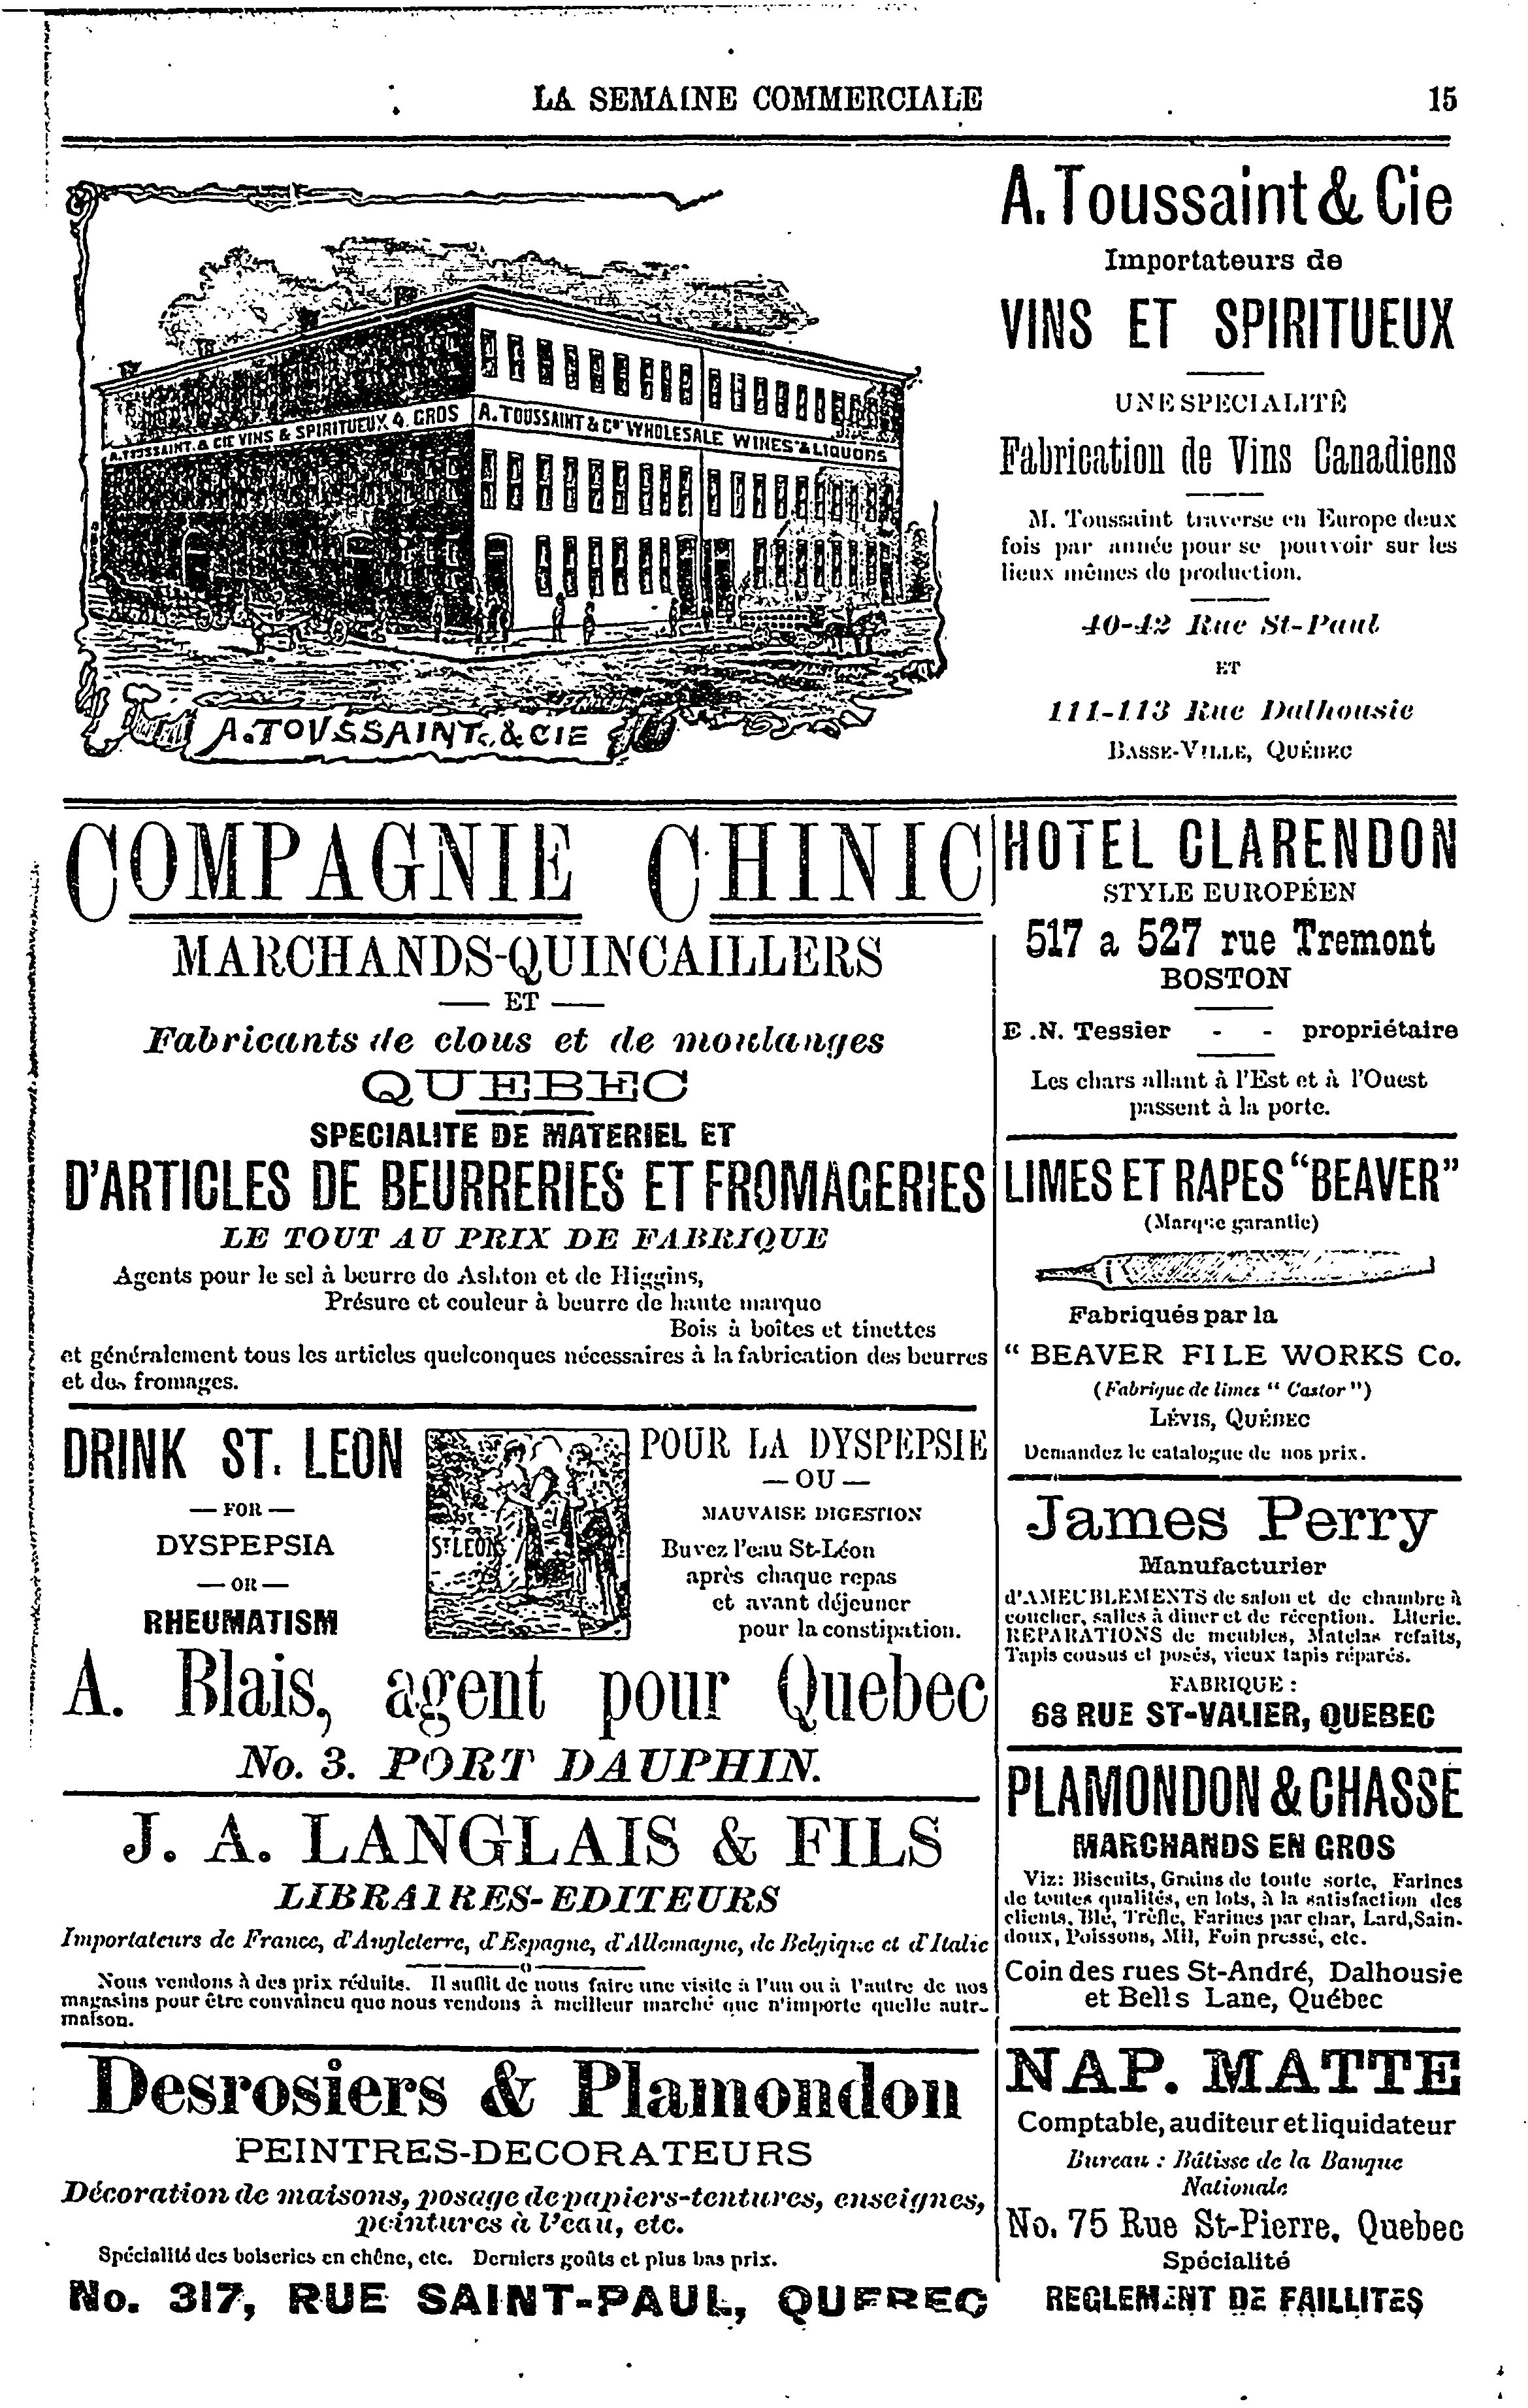 LA SEMAINE COMMERCIALE
15
A. TOUSSAINT & CIE VINS & SPIRITUEUX 4. GROS
A. TOUSSAINT & Co WHOLESALE WINES & LIQUORS
A. TOUSSAINT. & CIE
A. Toussaint & Cie
Importateurs de
VINS ET SPIRITUEUX
UNE SPECIALITÉ
Fabrication de Vins Canadiens
M. Toussaint traverse en Europe deux
fois par année pour se pourvoir sur les
lieux mêmes de production.
40-42 Rue St-Paul
ET
111-113 Rue Dalhousie
BASSE-VILLE, QUÉBEC
COMPAGNIE CHINIC
MARCHANDS-QUINCAILLERS
— ET —
Fabricants de clous et de moulanges
QUEBEC
SPECIALITE DE MATERIEL ET
D'ARTICLES DE BEURRERIES ET FROMAGERIES
LE TOUT AU PRIX DE FABRIQUE
Agents pour le sel à beurre de Ashton et de Higgins,
Présure et couleur à beurre de haute marque
Bois à boîtes et tinettes
et généralement tous les articles quelconques nécessaires à la fabrication des beurres
et des fromages.
DRINK ST. LEON
— FOR —
DYSPEPSIA
— OR —
RHEUMATISM
ST LEON
POUR LA DYSPEPSIE
— OU —
MAUVAISE DIGESTION
Buvez l'eau St-Léon
après chaque repas
et avant déjeuner
pour la constipation.
A. Blais, agent pour Quebec
No. 3. PORT DAUPHIN.
J. A. LANGLAIS & FILS
LIBRAIRES-EDITEURS
Importateurs de France, d'Angleterre, d'Espagne, d'Allemagne, de Belgique et d'Italie
Nous vendons à des prix réduits. Il suffit de nous faire une visite à l'un ou à l'autre de nos
magasins pour être convaincu que nous vendons à meilleur marché que n'importe quelle autre
maison.
Desrosiers & Plamondon
PEINTRES-DECORATEURS
Décoration de maisons, posage de papiers-tentures, enseignes,
peintures à l'eau, etc.
Spécialité des boiseries en chêne, etc. Derniers goûts et plus bas prix.
No. 317, RUE SAINT-PAUL, QUEBEC
HOTEL CLARENDON
STYLE EUROPÉEN
517 a 527 rue Tremont
BOSTON
E .N. Tessier - - propriétaire
Les chars allant à l'Est et à l'Ouest
passent à la porte.
LIMES ET RAPES "BEAVER"
(Marque garantie)
Fabriqués par la
" BEAVER FILE WORKS Co.
(Fabrique de limes " Castor ")
LÉVIS, QUÉBEC
Demandez le catalogue de nos prix.
James Perry
Manufacturier
d'AMEUBLEMENTS de salon et de chambre à
coucher, salles à diner et de réception. Literie.
REPARATIONS de meubles, Matelas refaits,
Tapis cousus et posés, vieux tapis réparés.
FABRIQUE :
68 RUE ST-VALIER, QUEBEC
PLAMONDON & CHASSÉ
MARCHANDS EN GROS
Viz: Biscuits, Grains de toute sorte, Farines
de toutes qualités, en lots, à la satisfaction des
clients, Blé, Trèfle, Farines par char, Lard, Sain-
doux, Poissons, Mil, Foin pressé, etc.
Coin des rues St-André, Dalhousie
et Bells Lane, Québec
NAP. MATTE
Comptable, auditeur et liquidateur
Bureau : Bâtisse de la Banque
Nationale
No. 75 Rue St-Pierre, Quebec
Spécialité
REGLEMENT DE FAILLITES